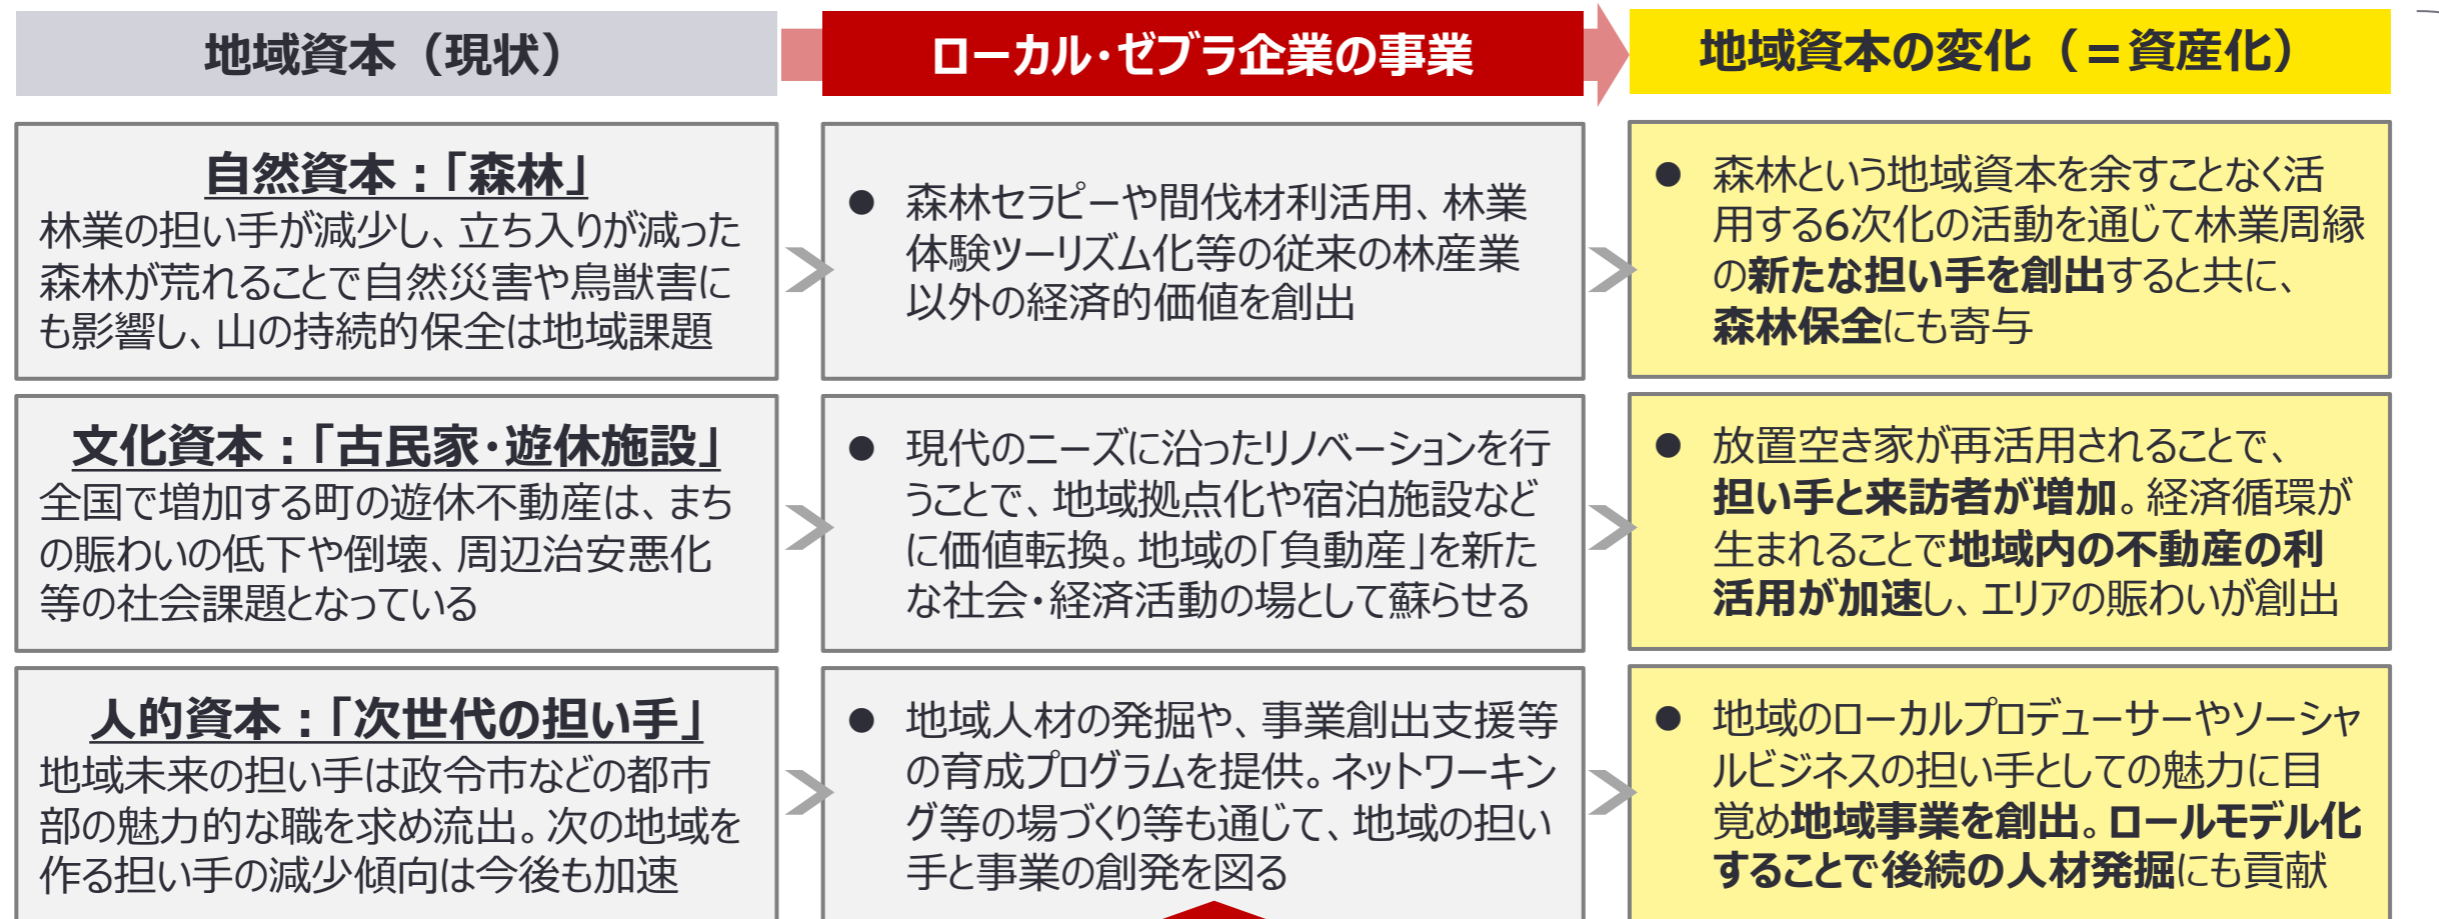 地域資本（現状）
ローカル・ゼブラ企業の事業
地域資本の変化（＝資産化）
自然資本：「森林」
林業の担い手が減少し、立ち入りが減った
森林が荒れることで自然災害や鳥獣害に
も影響し、山の持続的保全は地域課題
● 森林セラピーや間伐材利活用、林業
体験ツーリズム化等の従来の林産業
以外の経済的価値を創出
● 森林という地域資本を余すことなく活
用する6次化の活動を通じて林業周縁
の新たな担い手を創出すると共に、
森林保全にも寄与
文化資本：「古民家・遊休施設」
全国で増加する町の遊休不動産は、まち
の賑わいの低下や倒壊、周辺治安悪化
等の社会課題となっている
● 現代のニーズに沿ったリノベーションを行
うことで、地域拠点化や宿泊施設など
に価値転換。地域の「負動産」を新た
な社会・経済活動の場として蘇らせる
● 放置空き家が再活用されることで、
担い手と来訪者が増加。経済循環が
生まれることで地域内の不動産の利
活用が加速し、エリアの賑わいが創出
人的資本：「次世代の担い手」
地域未来の担い手は政令市などの都市
部の魅力的な職を求め流出。次の地域を
作る担い手の減少傾向は今後も加速
● 地域人材の発掘や、事業創出支援等
の育成プログラムを提供。ネットワーキン
グ等の場づくり等も通じて、地域の担い
手と事業の創発を図る
● 地域のローカルプロデューサーやソーシャ
ルビジネスの担い手としての魅力に目
覚め地域事業を創出。ロールモデル化
することで後続の人材発掘にも貢献